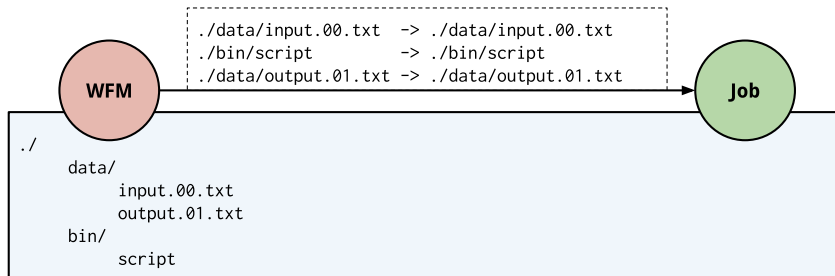 ./data/input.00.txt -> ./data/input.00.txt
./bin/script -> ./bin/script
./data/output.01.txt -> ./data/output.01.txt
WFM
Job
./
data/
input.00.txt
output.01.txt
bin/
script